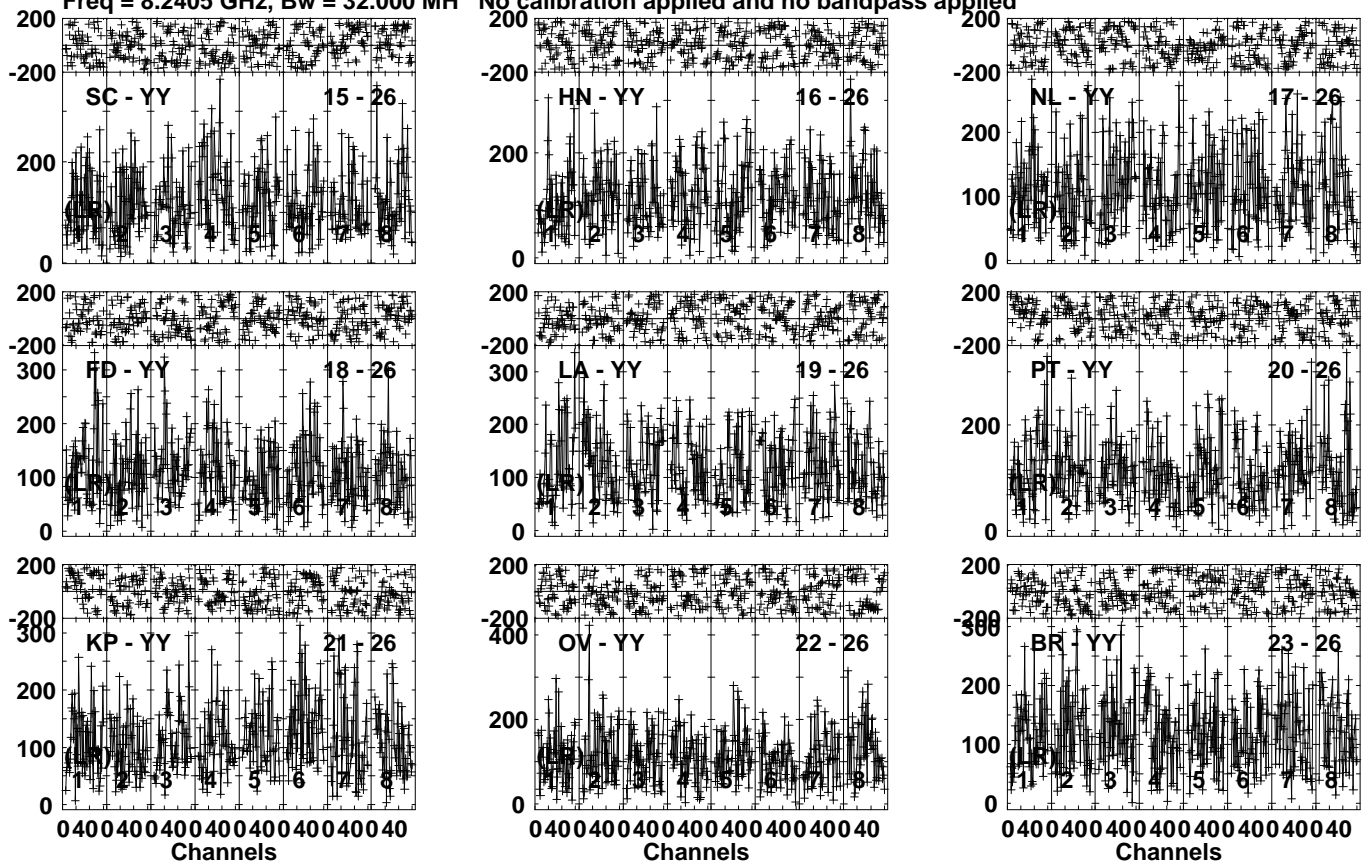 Freq = 8.2405 GHz, Bw = 32.000 MH No calibration applied and no bandpass applied
200 200 200
-200 -200 -200
SC - YY 15 - 26 HN - YY 16 - 26 NL - YY 17 - 26
200 200 200
100
(LR) (LR) (LR)
1 2 3 4 5 6 7 8 1 2 3 4 5 6 7 8 1 2 3 4 5 6 7 8
0 0 0
200 200 200
-200 -200 -200
FD - YY 18 - 26 LA - YY 19 - 26 PT - YY 20 - 26
300 300
200 200 200
100 100
(LR) (LR) (LR)
1 2 3 4 5 6 7 8 1 2 3 4 5 6 7 8 1 2 3 4 5 6 7 8
0 0 0
200 200 200
-200 -200 -200
300 400 300
KP - YY 21 - 26 OV - YY 22 - 26 BR - YY 23 - 26
200 200 200
100 100
(LR) (LR) (LR)
1 2 3 4 5 6 7 8 1 2 3 4 5 6 7 8 1 2 3 4 5 6 7 8
0 0 0
0 40 0 40 0 40 0 40 0 40 0 40 0 40 0 40 0 40 0 40 0 40 0 40 0 40 0 40 0 40 0 40 0 40 0 40 0 40 0 40 0 40 0 40 0 40 0 40
Channels Channels Channels